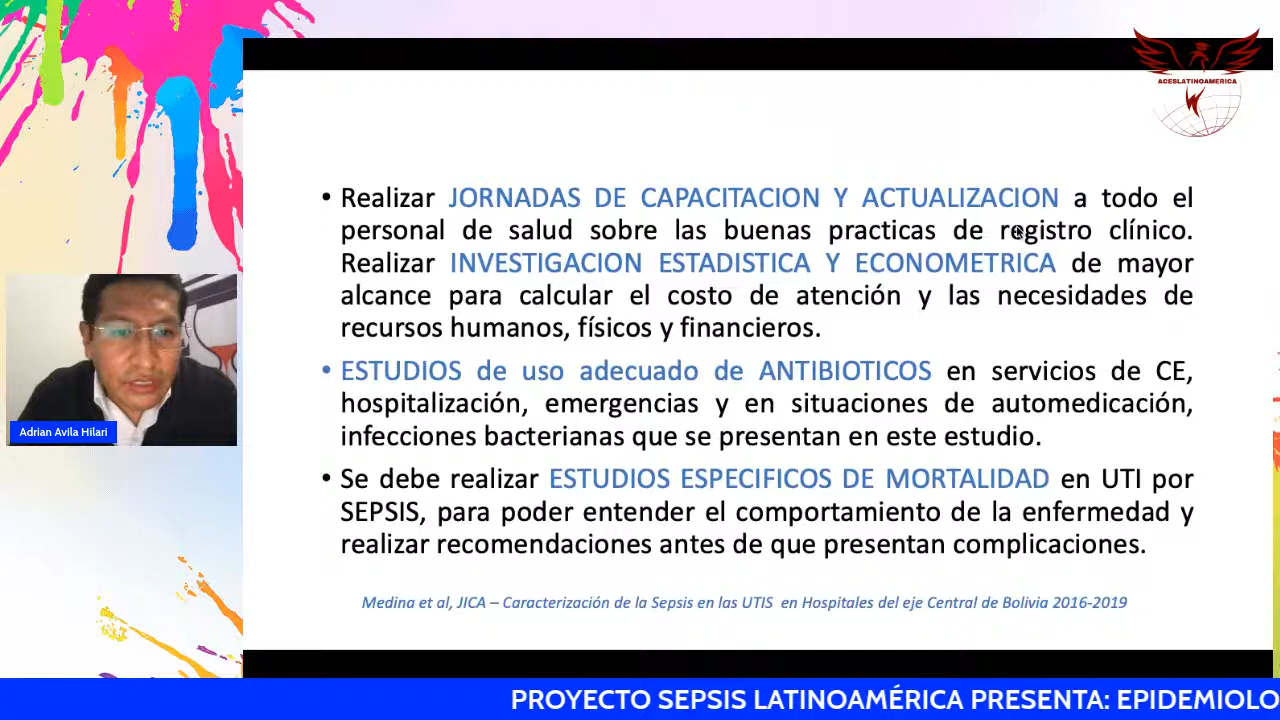 ACESLATINOAMERICA
• Realizar JORNADAS DE CAPACITACION Y ACTUALIZACION a todo el
personal de salud sobre las buenas practicas de registro clínico.
Realizar INVESTIGACION ESTADISTICA Y ECONOMETRICA de mayor
alcance para calcular el costo de atención y las necesidades de
recursos humanos, físicos y financieros.
• ESTUDIOS de uso adecuado de ANTIBIOTICOS en servicios de CE,
hospitalización, emergencias y en situaciones de automedicación,
infecciones bacterianas que se presentan en este estudio.
• Se debe realizar ESTUDIOS ESPECIFICOS DE MORTALIDAD en UTI por
SEPSIS, para poder entender el comportamiento de la enfermedad y
realizar recomendaciones antes de que presentan complicaciones.
Medina et al, JICA – Caracterización de la Sepsis en las UTIS en Hospitales del eje Central de Bolivia 2016-2019
Adrian Avila Hilari
PROYECTO SEPSIS LATINOAMÉRICA PRESENTA: EPIDEMIOLO